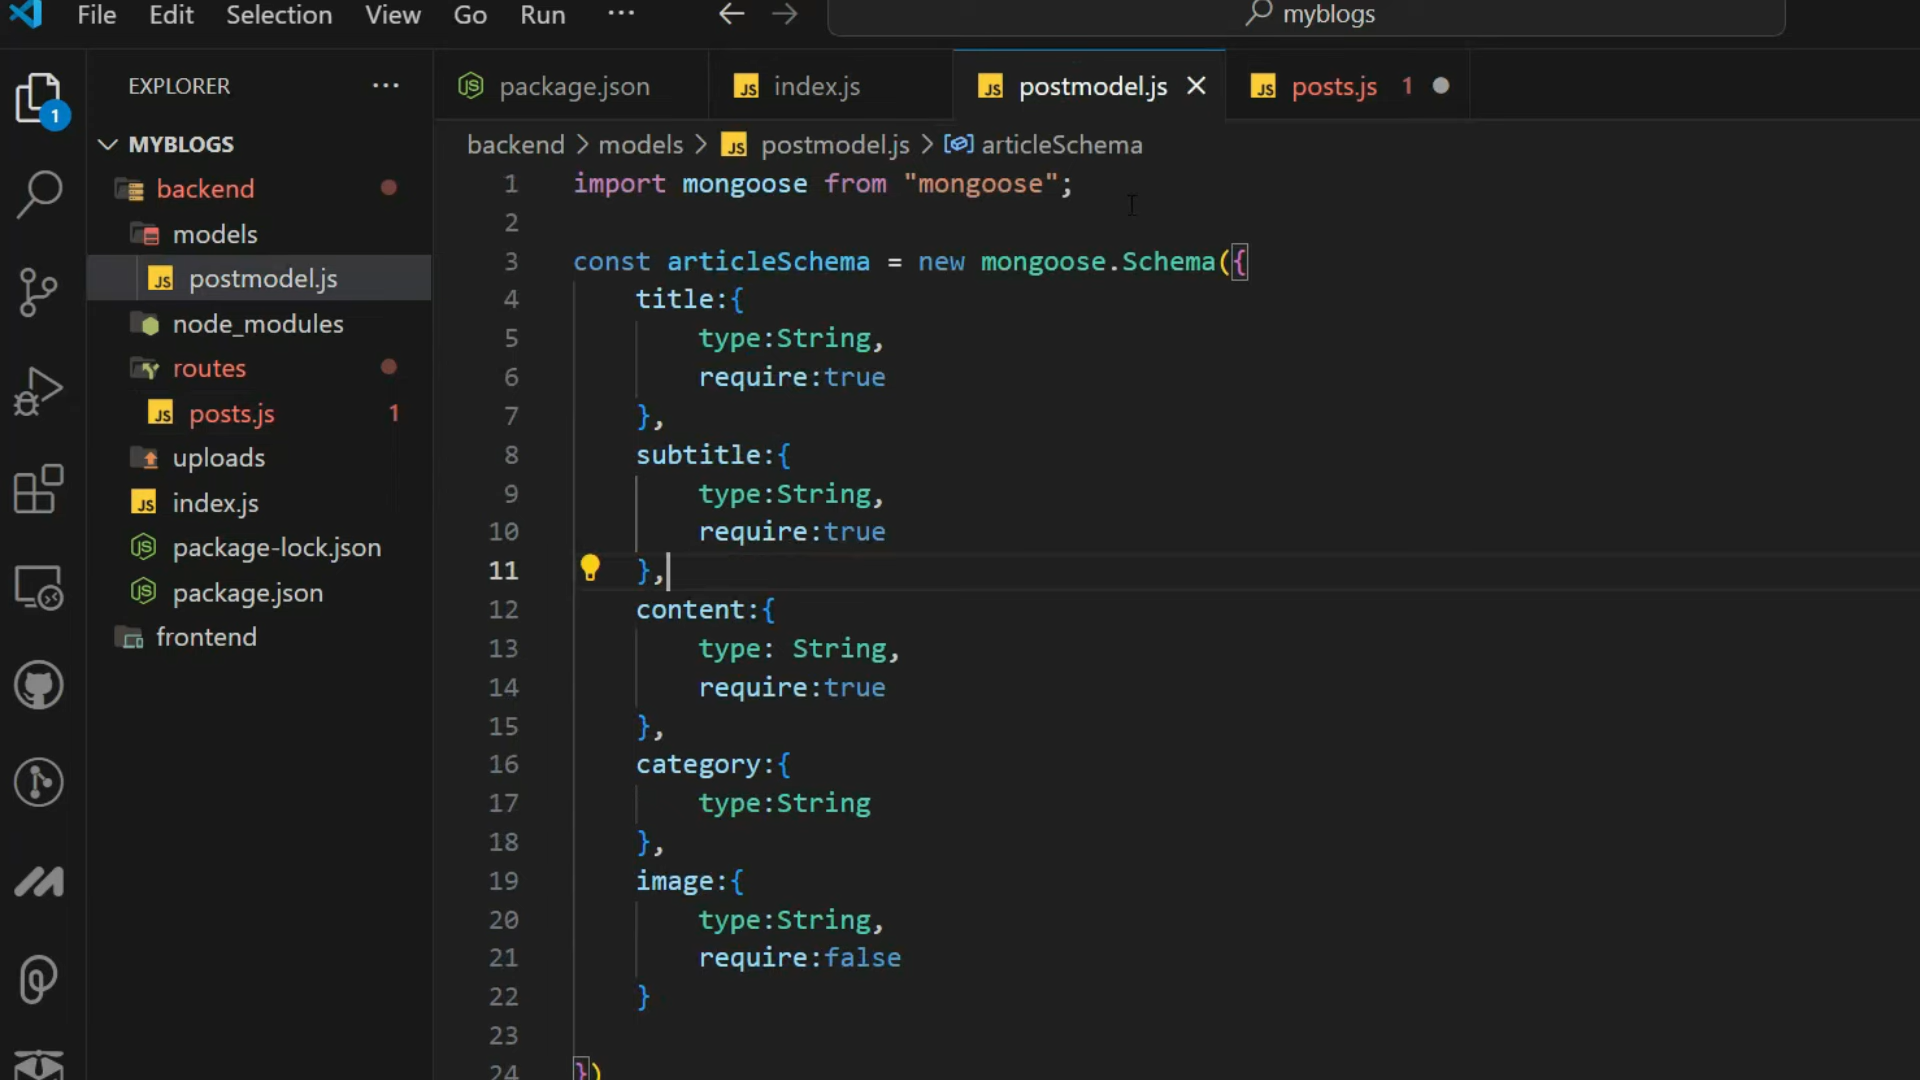 File Edit Selection View Go Run ··· myblogs
EXPLORER ···
package.json index.js postmodel.js posts.js 1
1
MYBLOGS
backend
models
postmodel.js
node_modules
routes
posts.js 1
uploads
index.js
package-lock.json
package.json
frontend
backend > models > postmodel.js > articleSchema
1 import mongoose from "mongoose";
2
3 const articleSchema = new mongoose.Schema({
4 title:{
5 type:String,
6 require:true
7 },
8 subtitle:{
9 type:String,
10 require:true
11 },
12 content:{
13 type: String,
14 require:true
15 },
16 category:{
17 type:String
18 },
19 image:{
20 type:String,
21 require:false
22 }
23
24 })